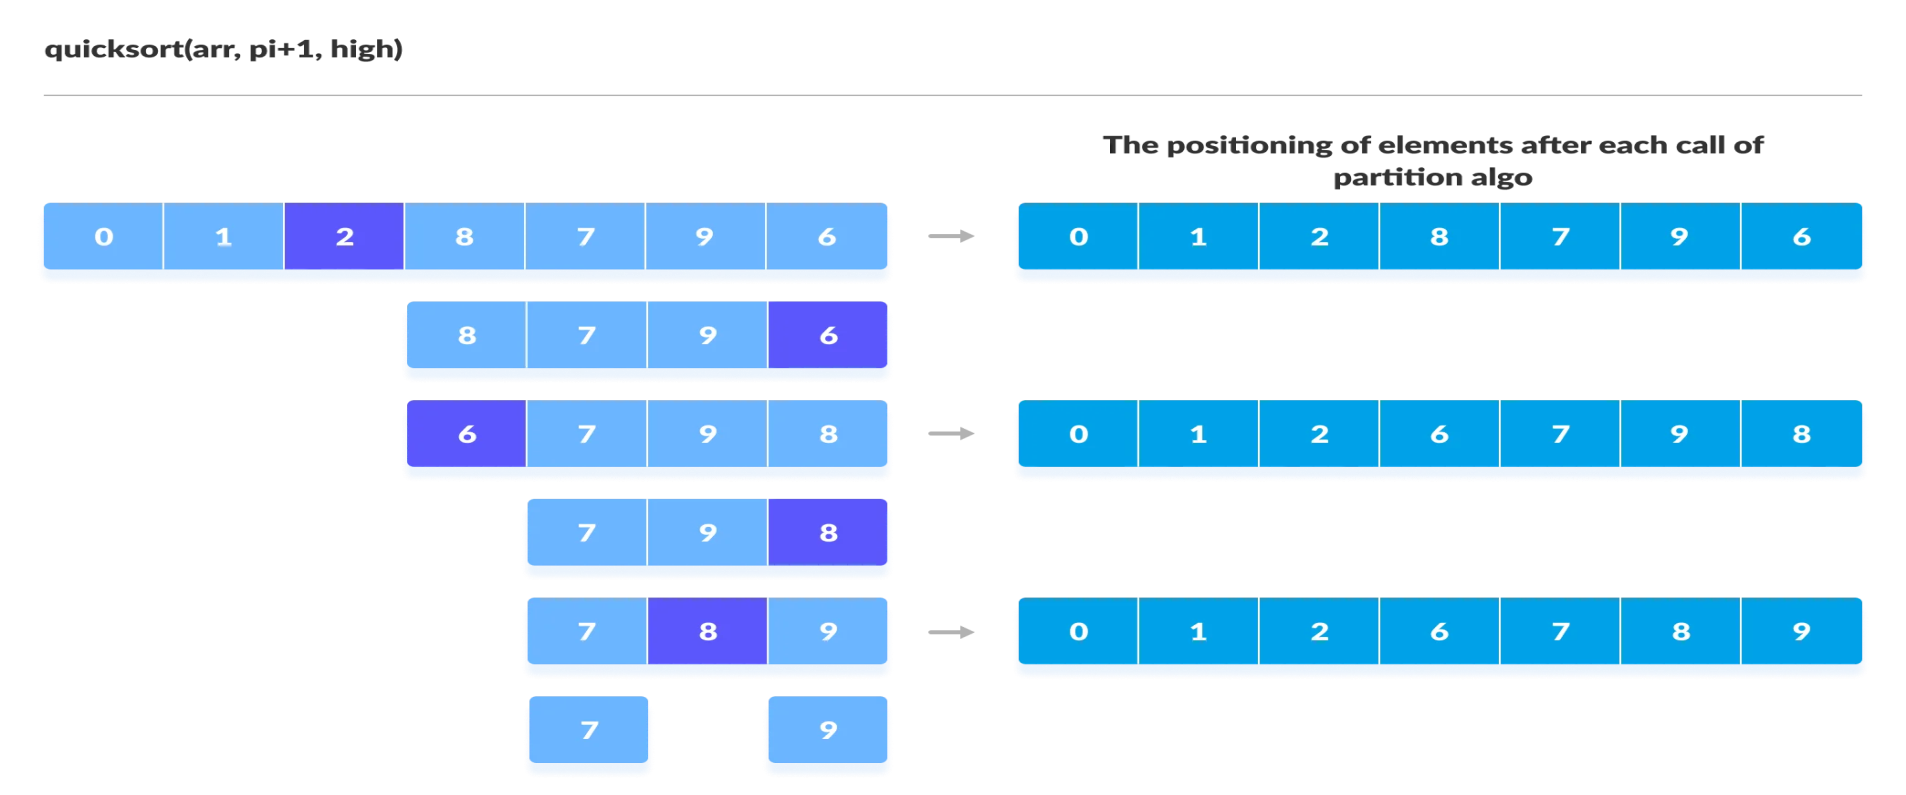 quicksort(arr, pi+1, high)
The positioning of elements after each call of
partition algo
0 1 2 8 7 9 6 0 1 2 8 7 9 6
8 7 9 6
6 7 9 8 0 1 2 6 7 9 8
7 9 8
7 8 9 0 1 2 6 7 8 9
7 9